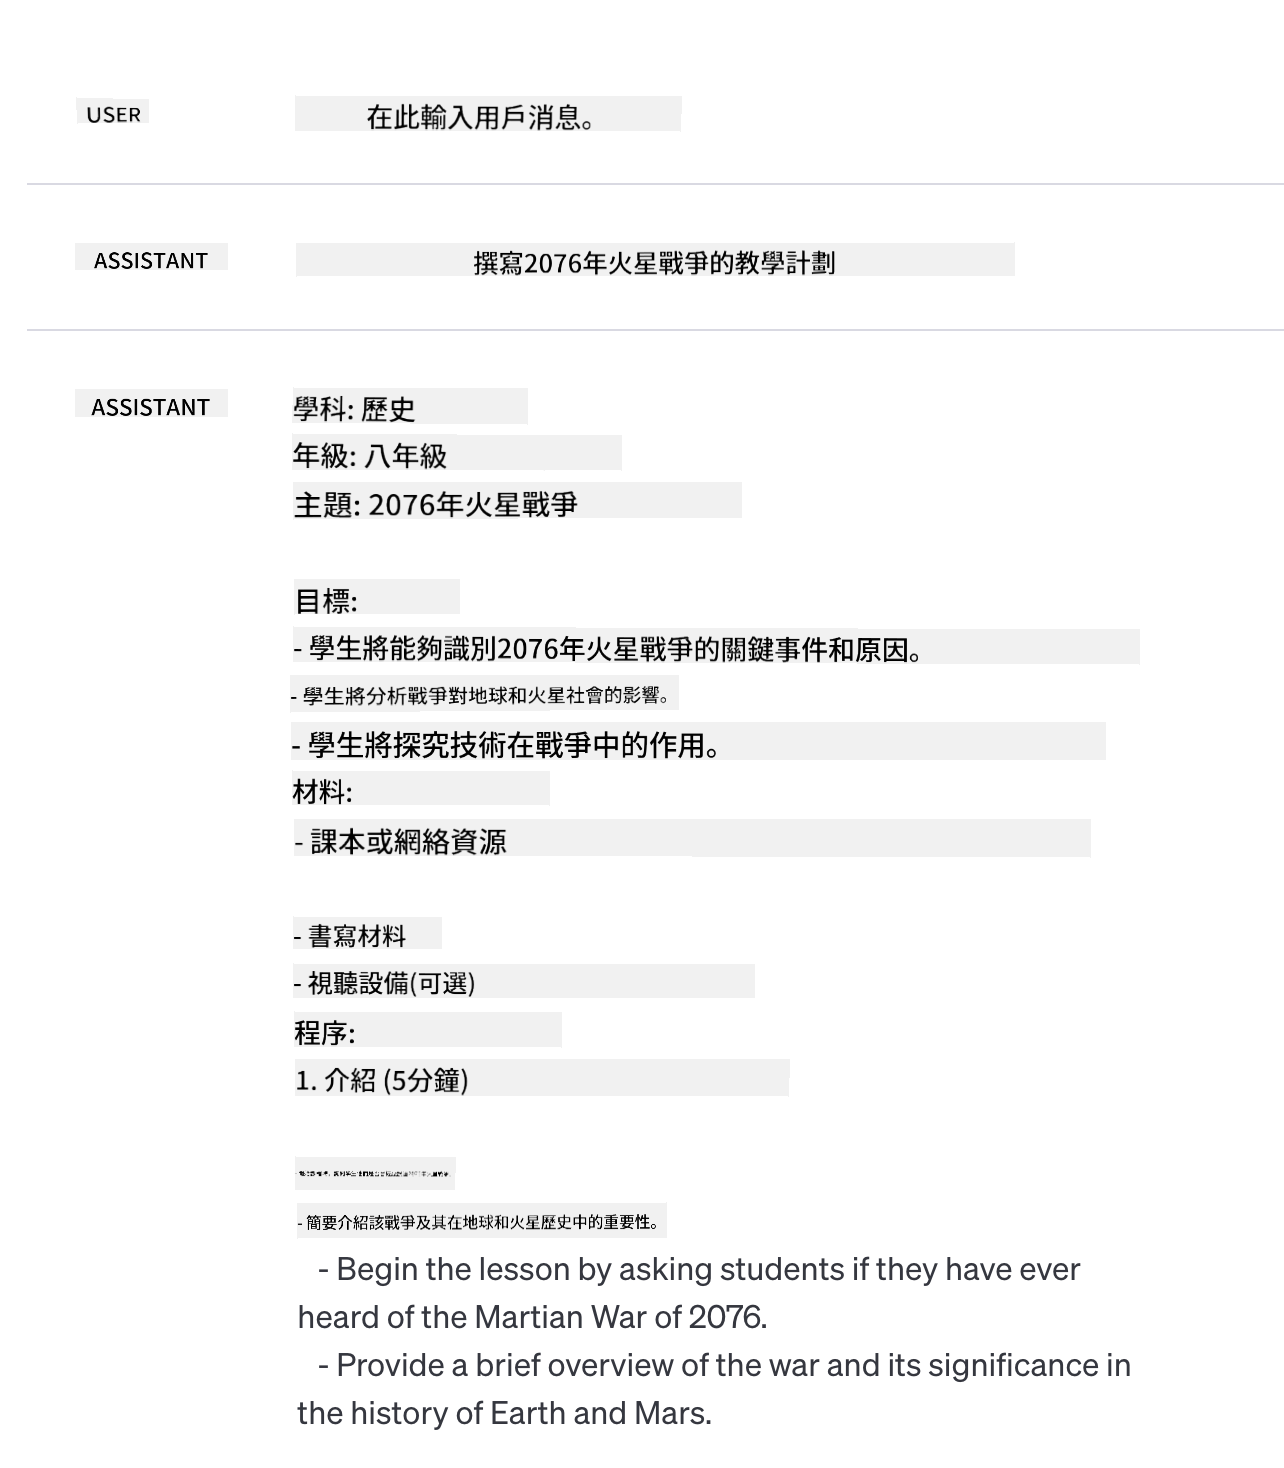 USER
在此輸入用戶消息。
ASSISTANT
撰寫2076年火星戰爭的教學計劃
ASSISTANT
學科: 歷史
年級: 八年級
主題: 2076年火星戰爭
目標:
- 學生將能夠識別2076年火星戰爭的關鍵事件和原因。
- 學生將分析戰爭對地球和火星社會的影響。
- 學生將探究技術在戰爭中的作用。
材料:
- 課本或網絡資源
- 書寫材料
- 視聽設備(可選)
程序:
1. 介紹 (5分鐘)
- 簡要介紹該戰爭及其在地球和火星歷史中的重要性。
- Begin the lesson by asking students if they have ever
heard of the Martian War of 2076.
- Provide a brief overview of the war and its significance in
the history of Earth and Mars.